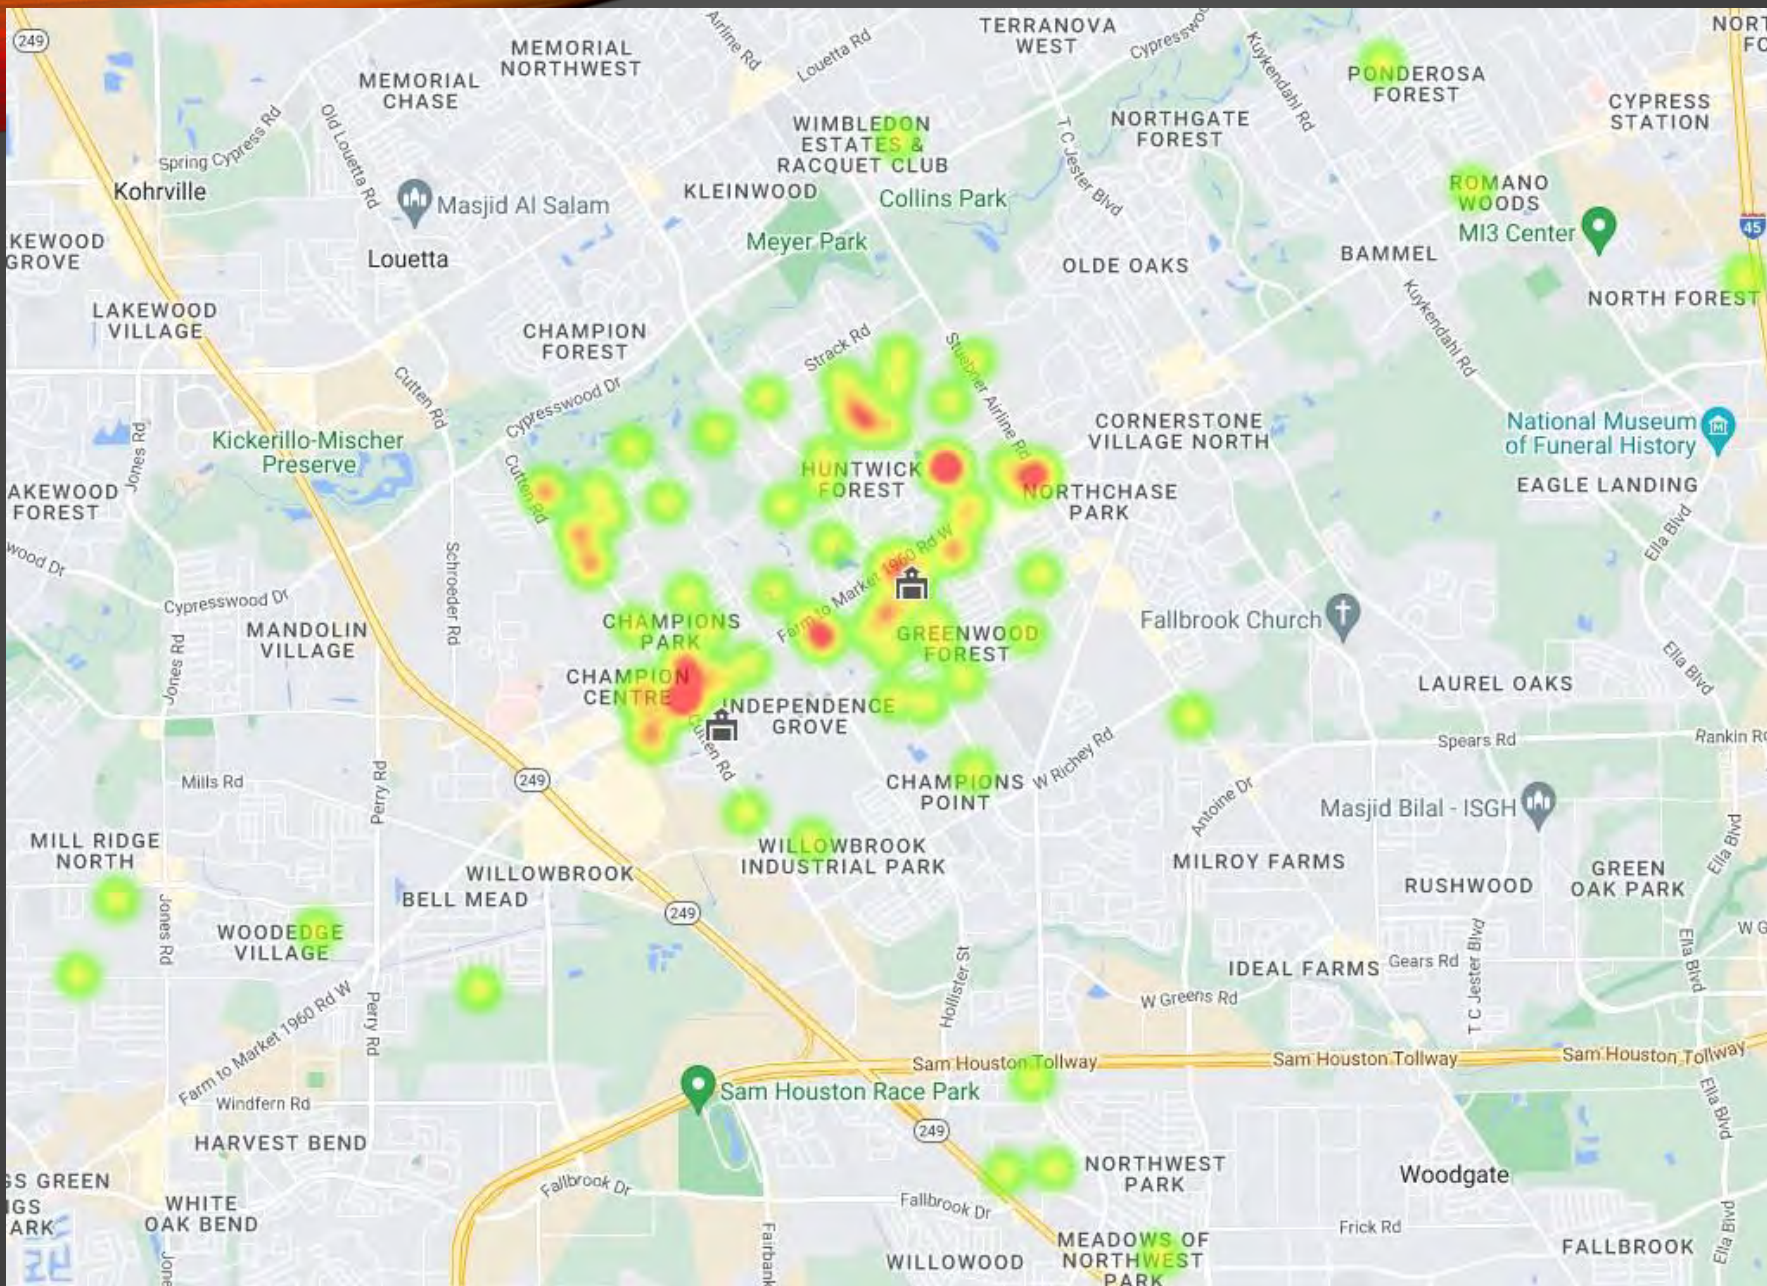 249
MEMORIAL
NORTHWEST
MEMORIAL
CHASE
Airline Rd
Louetta Rd
TERRANOVA
WEST
Cypresswo
Kuykendahl Rd
PONDEROSA
FOREST
CYPRESS
STATION
NORT
FO
Old Louetta Rd
Spring Cypress Rd
Kohrville
WIMBLEDON
ESTATES &
RACQUET CLUB
NORTHGATE
FOREST
T C Jester Blvd
KLEINWOOD
Collins Park
Masjid Al Salam
Louetta
Meyer Park
ROMANO
WOODS
MI3 Center
45
KEWOOD
GROVE
OLDE OAKS
BAMMEL
NORTH FOREST
LAKEWOOD
VILLAGE
CHAMPION
FOREST
Strack Rd
Stuebner Airline Rd
Kuykendahl Rd
Cutten Rd
Cypresswood Dr
Jones Rd
Kickerillo-Mischer
Preserve
CORNERSTONE
VILLAGE NORTH
National Museum
of Funeral History
AKEWOOD
FOREST
Cutten Rd
HUNTWICK
FOREST
NORTHCHASE
PARK
EAGLE LANDING
Ella Blvd
wood Dr
Schroeder Rd
Cypresswood Dr
Farm to Market 1960 Rd W
MANDOLIN
VILLAGE
Jones Rd
CHAMPIONS
PARK
GREENWOOD
FOREST
Fallbrook Church
Ella Blvd
CHAMPION
CENTRE
INDEPENDENCE
GROVE
LAUREL OAKS
Cutten Rd
W Richey Rd
Spears Rd
Rankin Rd
Mills Rd
Perry Rd
249
CHAMPIONS
POINT
Antoine Dr
Masjid Bilal - ISGH
MILL RIDGE
NORTH
WILLOWBROOK
INDUSTRIAL PARK
WILLOWBROOK
BELL MEAD
MILROY FARMS
RUSHWOOD
GREEN
OAK PARK
Ella Blvd
249
Jones Rd
WOODEDGE
VILLAGE
Hollister St
IDEAL FARMS
Gears Rd
T C Jester Blvd
Ella Blvd
W G
W Greens Rd
Farm to Market 1960 Rd W
Perry Rd
Sam Houston Tollway
Sam Houston Tollway
Sam Houston Tollway
Sam Houston Race Park
Windfern Rd
249
HARVEST BEND
Ella Blvd
NORTHWEST
PARK
Woodgate
GS GREEN
NGS
ARK
WHITE
OAK BEND
Fallbrook Dr
Fallbrook Dr
Frick Rd
Ella Blvd
Jone
Fairbank
WILLOWOOD
MEADOWS OF
NORTHWEST
PARK
FALLBROOK